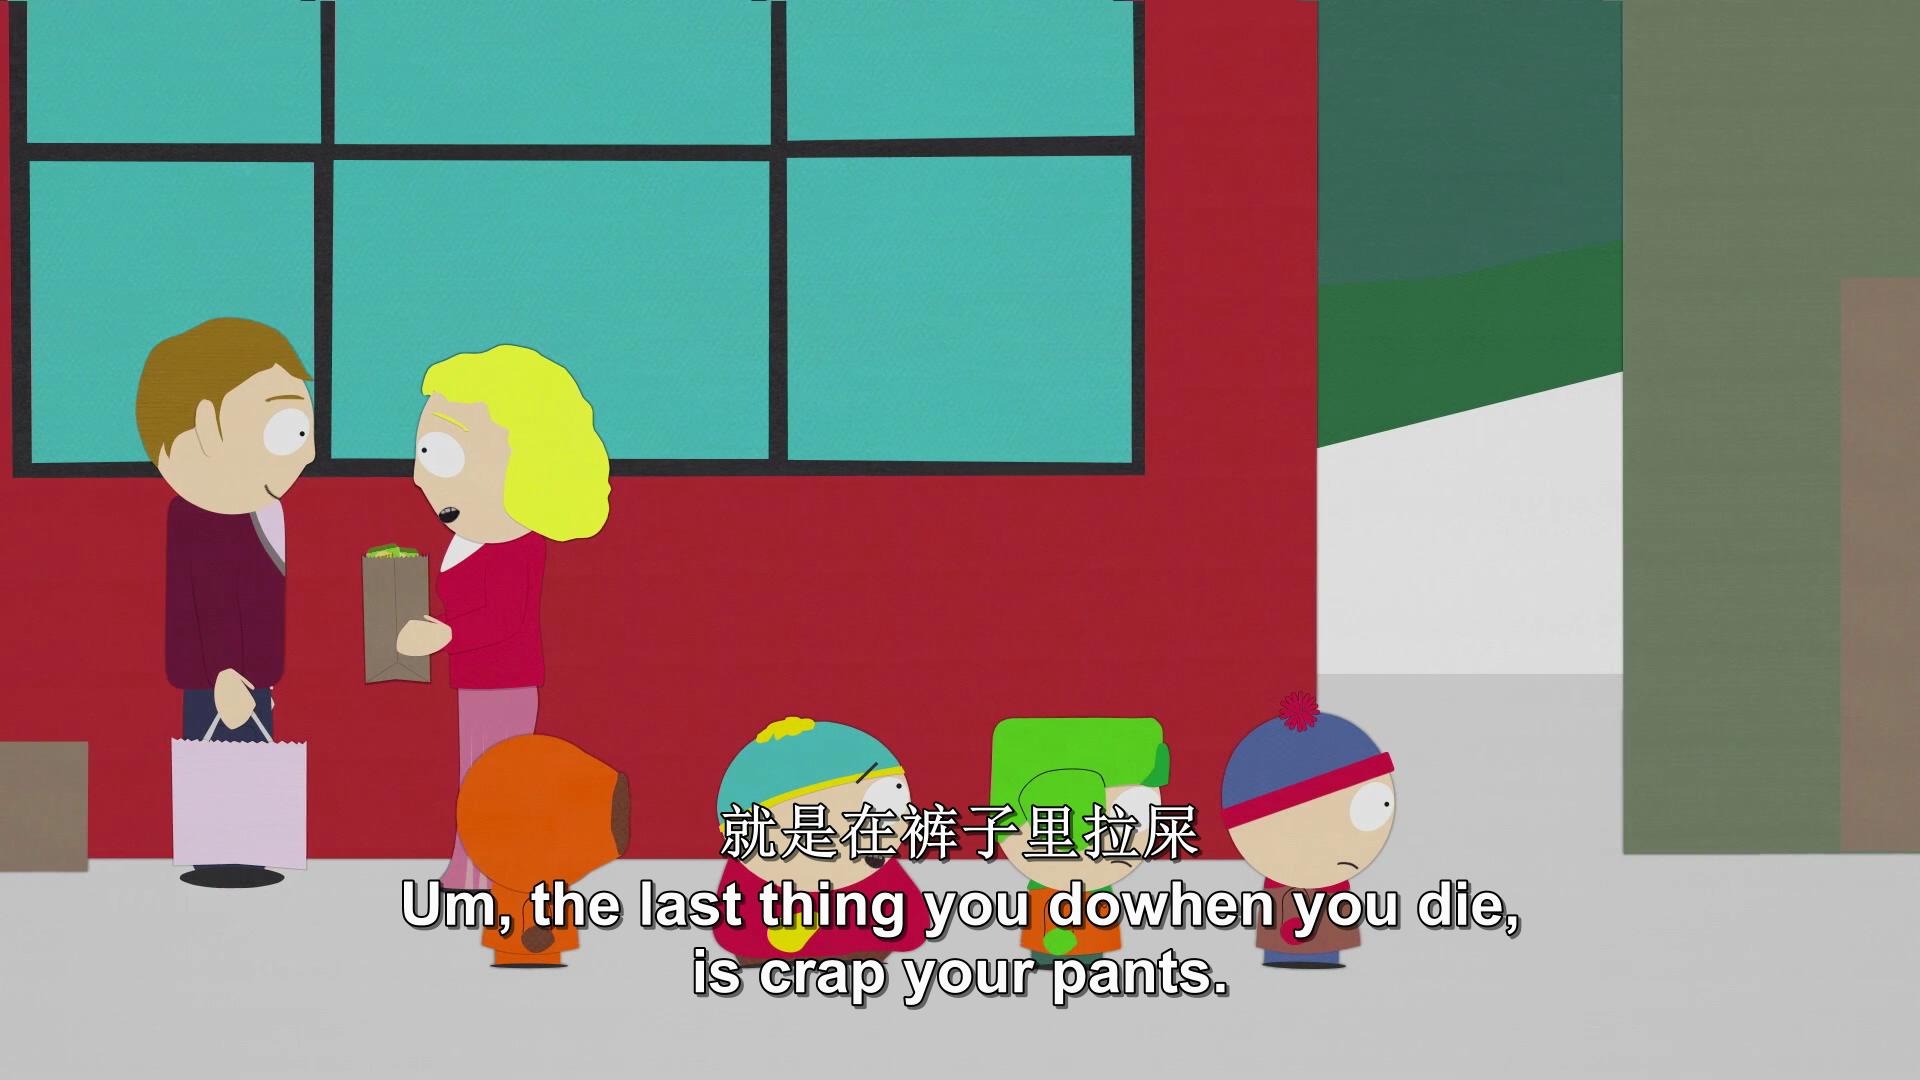 就是在裤子里拉屎
Um, the last thing you dowhen you die,
is crap your pants.